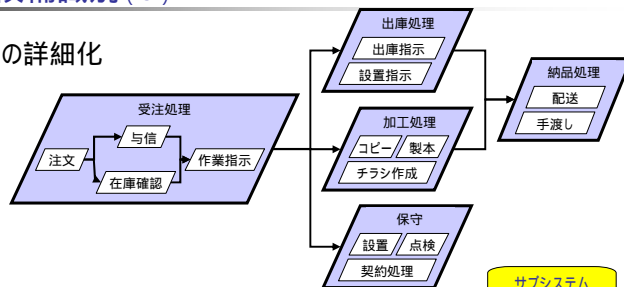 の詳細化
受注処理
注文
与信
在庫確認
作業指示
出庫処理
出庫指示
設置指示
加工処理
コピー
製本
チラシ作成
保守
設置
点検
契約処理
納品処理
配送
手渡し
サブシステム